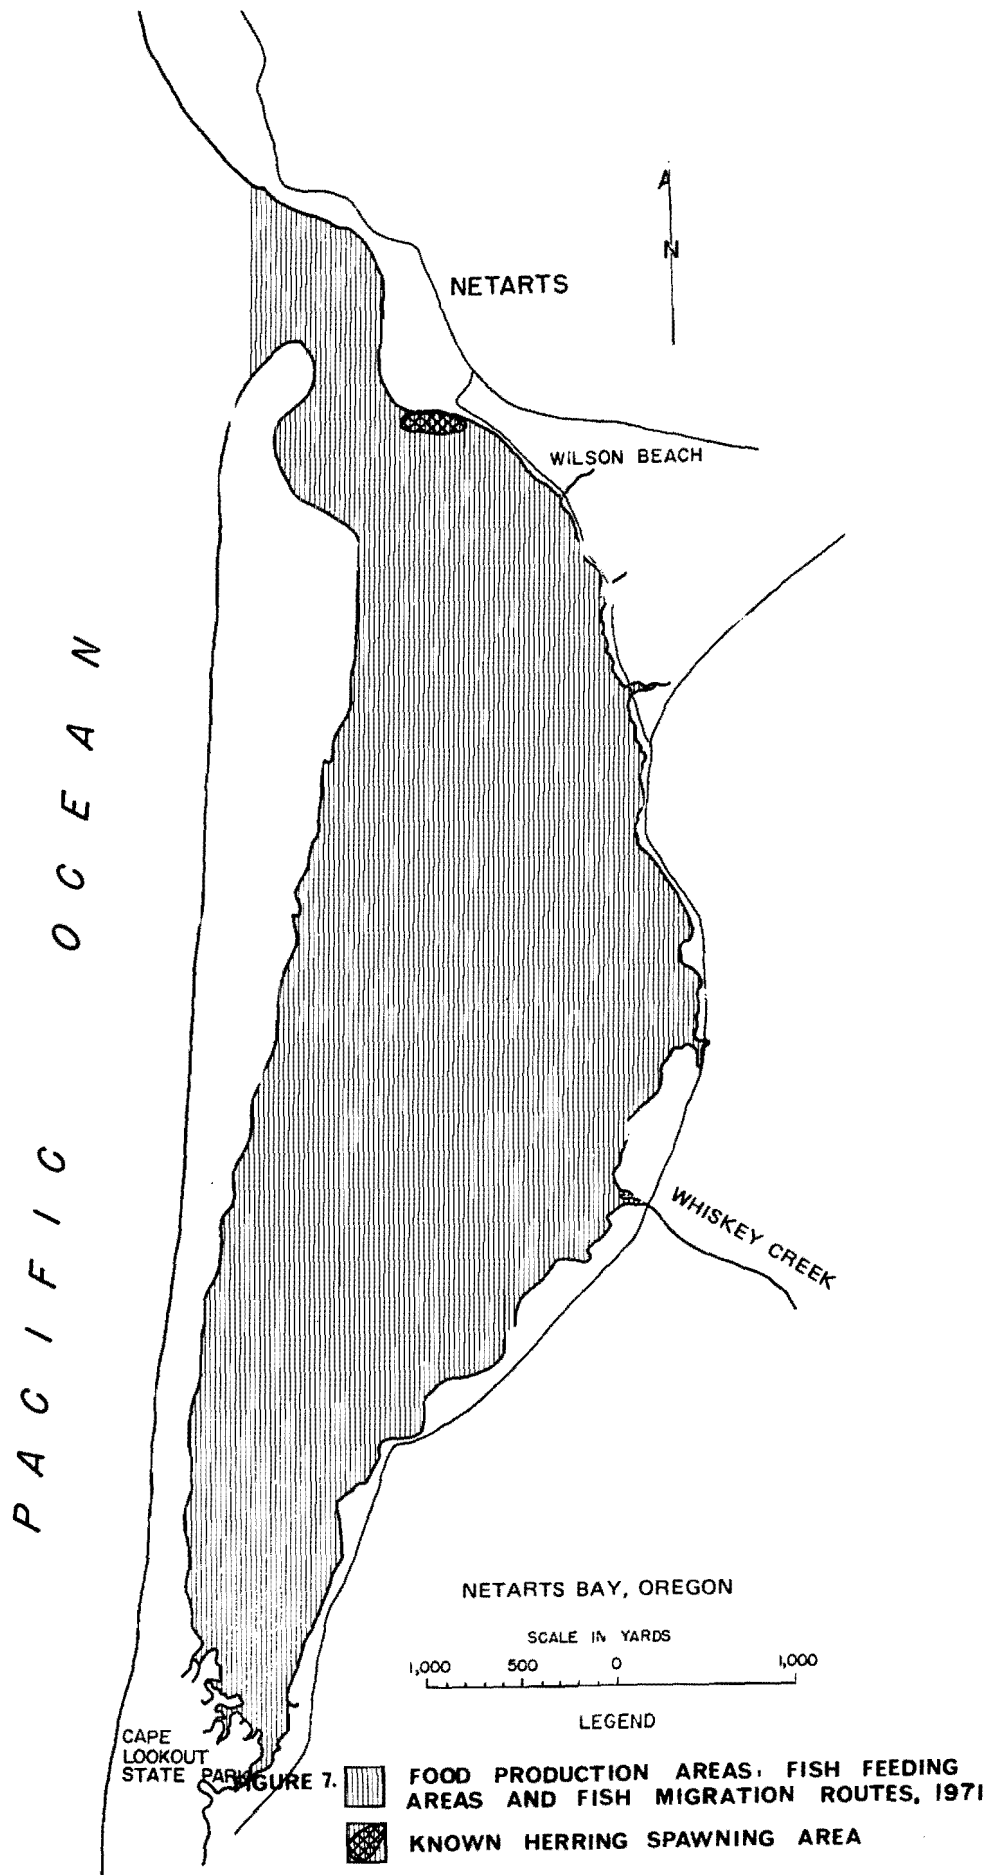 A
N
NETARTS
WILSON BEACH
PACIFIC OCEAN
WHISKEY CREEK
NETARTS BAY, OREGON
SCALE IN YARDS
1,000 500 0 1,000
LEGEND
CAPE
LOOKOUT
STATE PARK
FIGURE 7.
FOOD PRODUCTION AREAS, FISH FEEDING
AREAS AND FISH MIGRATION ROUTES, 1971
KNOWN HERRING SPAWNING AREA